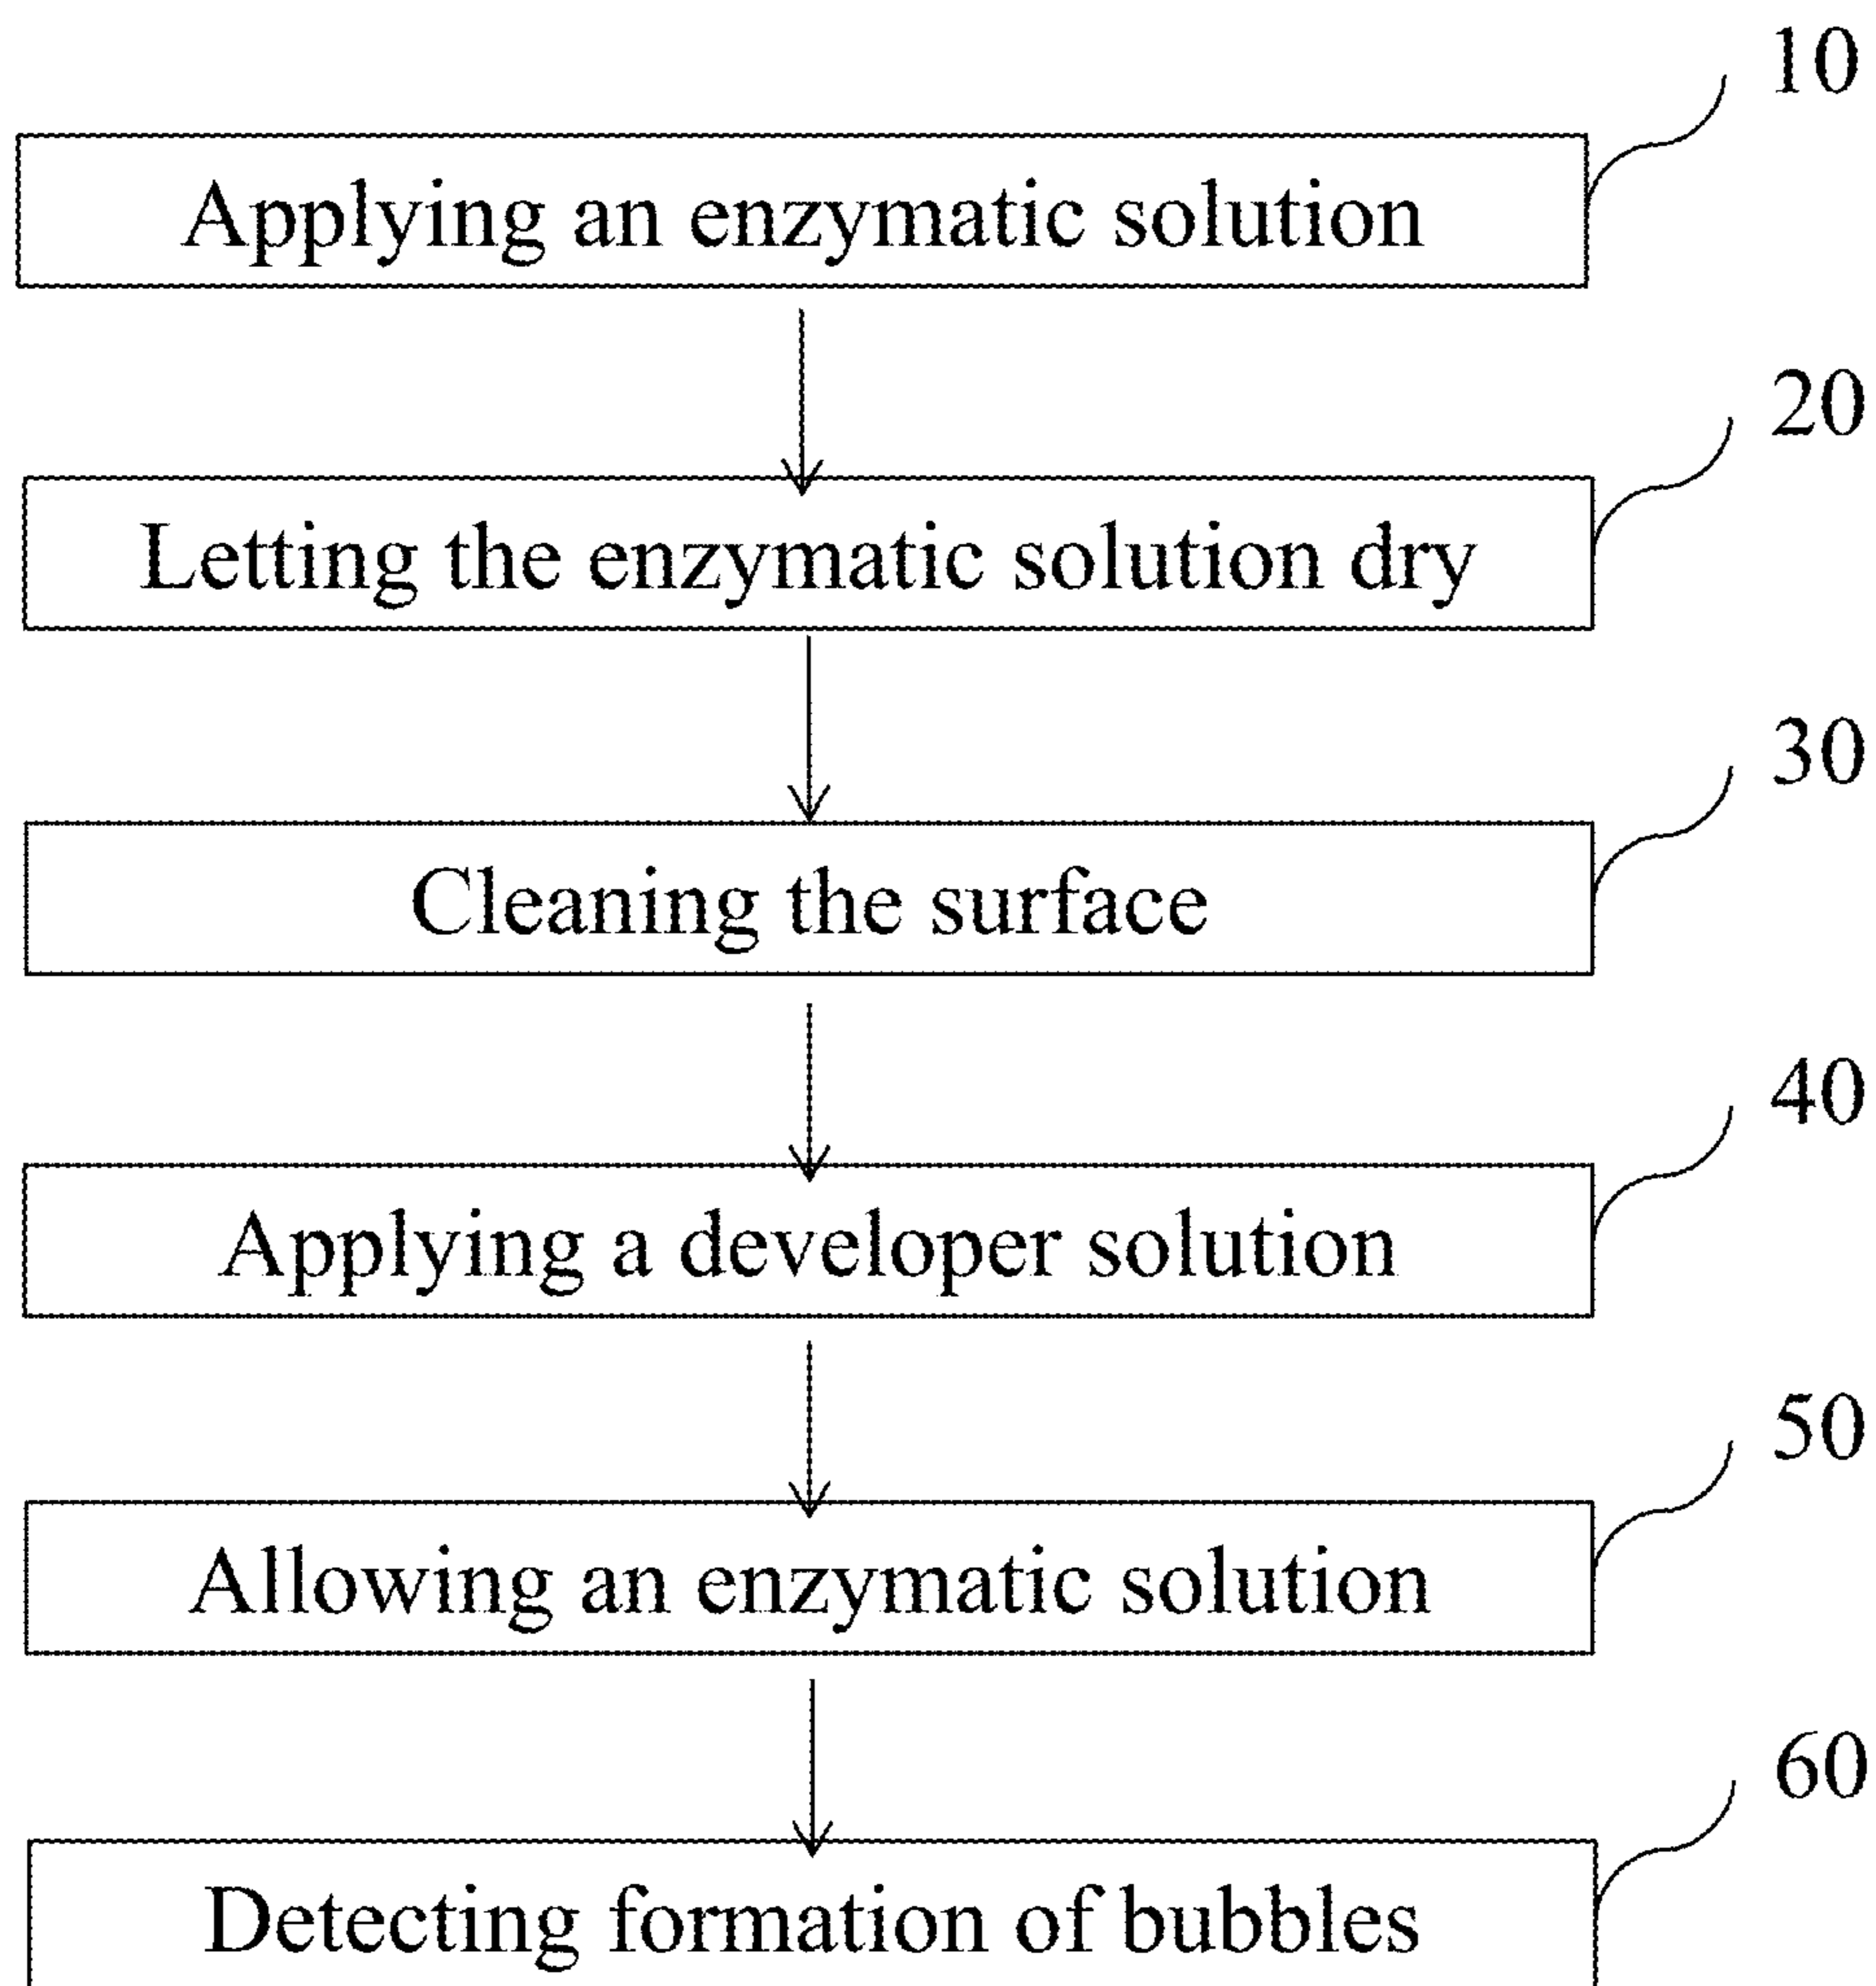 10
Applying an enzymatic solution
20
Letting the enzymatic solution dry
30
Cleaning the surface
40
Applying a developer solution
50
Allowing an enzymatic solution
60
Detecting formation of bubbles